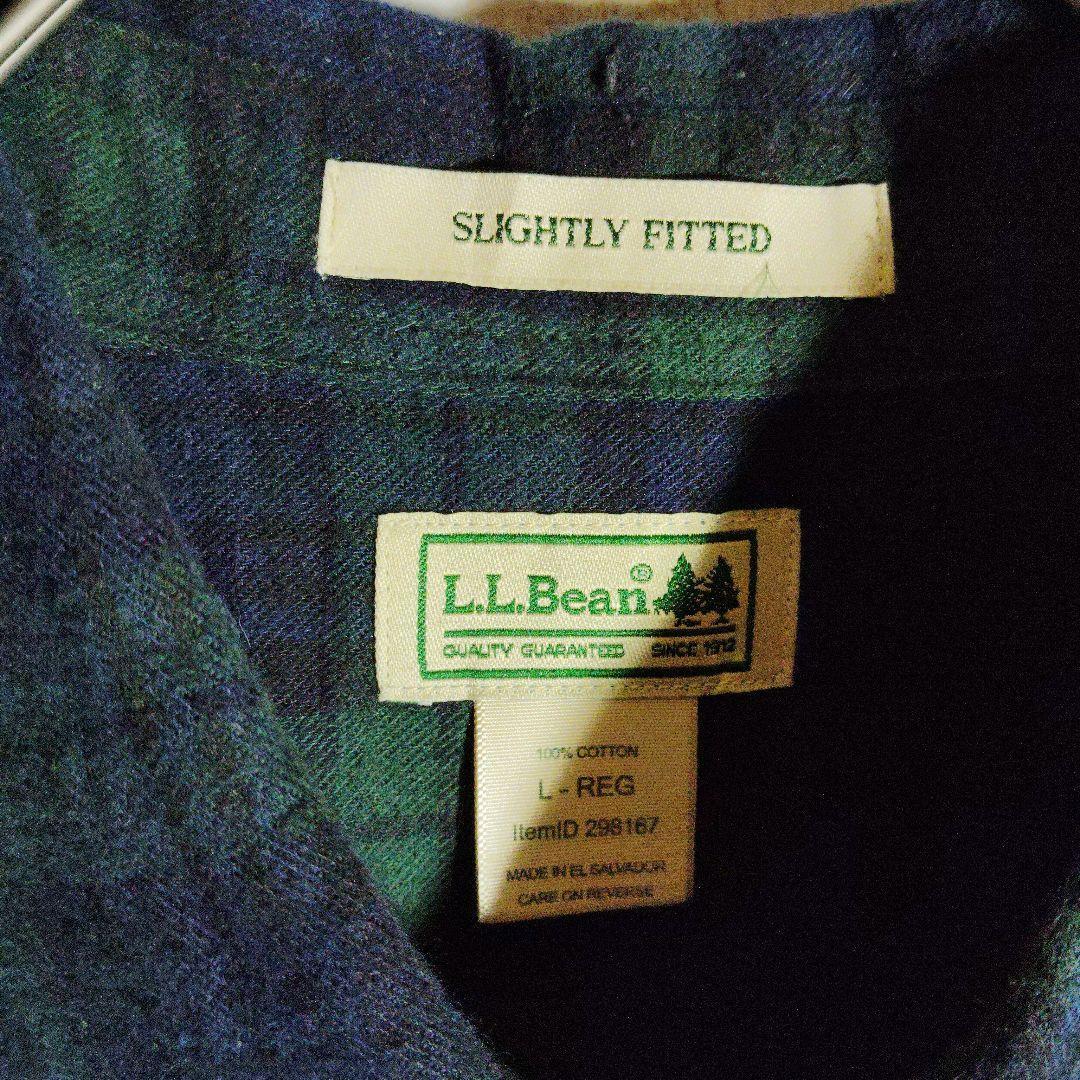 SLIGHTLY FITTED
L.L.Bean®
QUALITY GUARANTEED SINCE 1912
100% COTTON
L - REG
ItemID 298167
MADE IN EL SALVADOR
CARE ON REVERSE